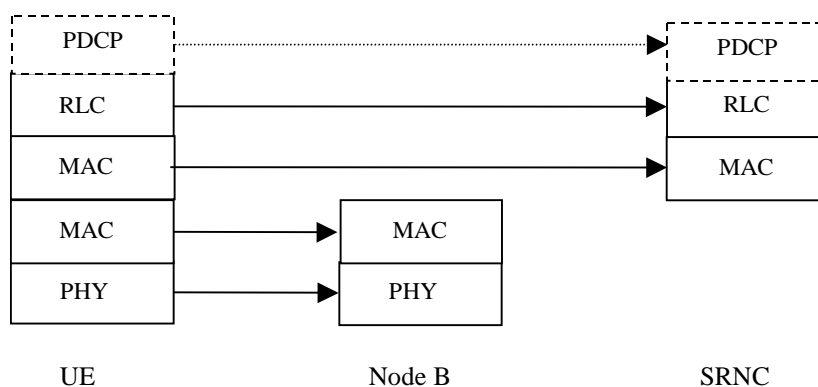 PDCP PDCP
RLC RLC
MAC MAC
MAC MAC
PHY PHY
UE Node B SRNC